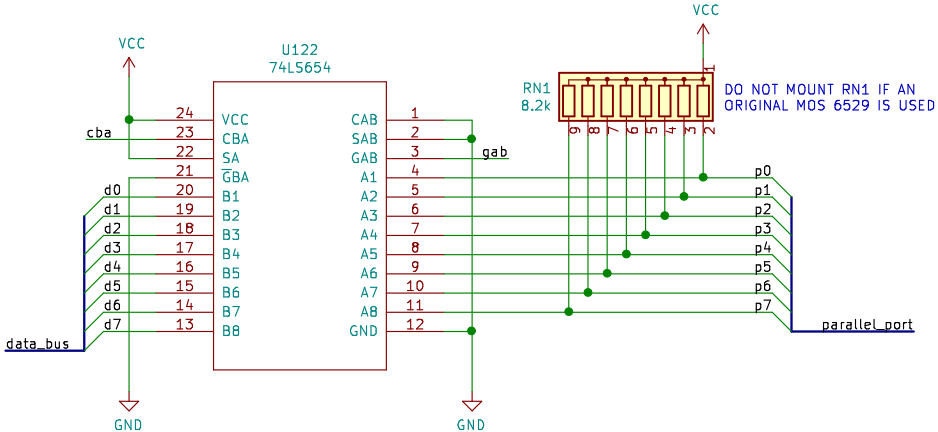 VCC
VCC
U122
74LS654
RN1
8.2k
1
DO NOT MOUNT RN1 IF AN
ORIGINAL MOS 6529 IS USED
9 8 7 6 5 4 3 2
24 VCC CAB 1
cba 23 CBA SAB 2
22 SA GAB 3 gab
21 G̅BA A1 4 p0
d0 20 B1 A2 5 p1
d1 19 B2 A3 6 p2
d2 18 B3 A4 7 p3
d3 17 B4 A5 8 p4
d4 16 B5 A6 9 p5
d5 15 B6 A7 10 p6
d6 14 B7 A8 11 p7
d7 13 B8 GND 12
parallel_port
data_bus
GND
GND